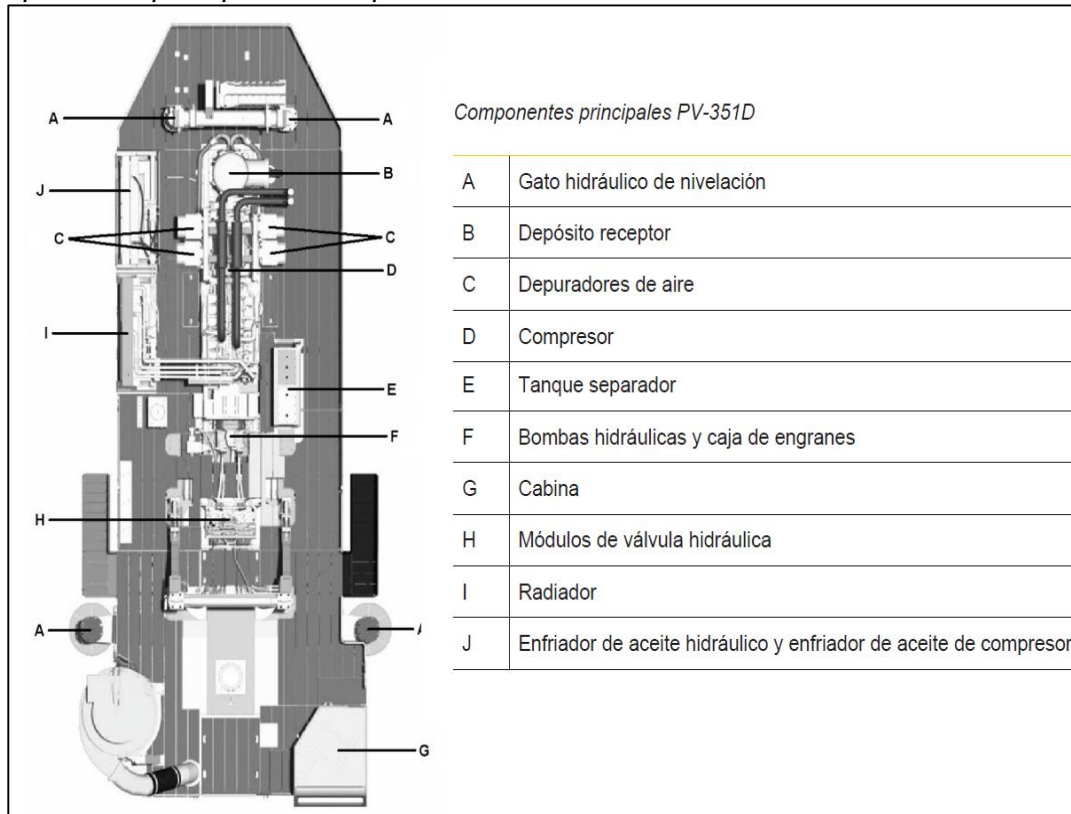 A A
Componentes principales PV-351D
J B
C C
D
I
E
F
H
A A
G
A Gato hidráulico de nivelación
B Depósito receptor
C Depuradores de aire
D Compresor
E Tanque separador
F Bombas hidráulicas y caja de engranes
G Cabina
H Módulos de válvula hidráulica
I Radiador
J Enfriador de aceite hidráulico y enfriador de aceite de compresor